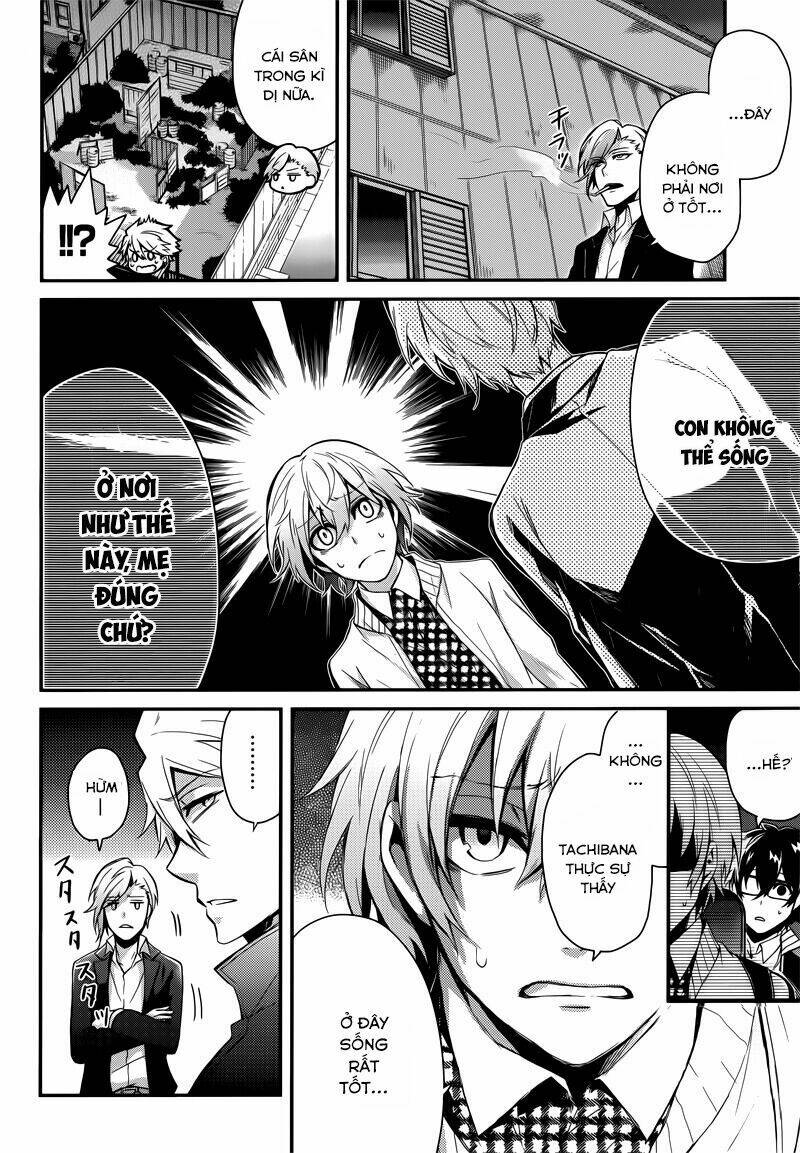 ...ĐÂY
KHÔNG
PHẢI NƠI
Ở TỐT...
チラッ
CÁI SÂN
TRONG KÌ
DỊ NỮA.
!!?
CON KHÔNG
THỂ SỐNG
Ở NƠI
NHƯ THẾ
NÀY, MẸ
ĐÚNG
CHỨ?
...HẾ?
...
KHÔNG,
...
TACHIBANA
THỰC SỰ
THẤY
Ở ĐÂY
SỐNG
RẤT
TỐT...
.........
HỪM
—
スタ
スタ
スタ